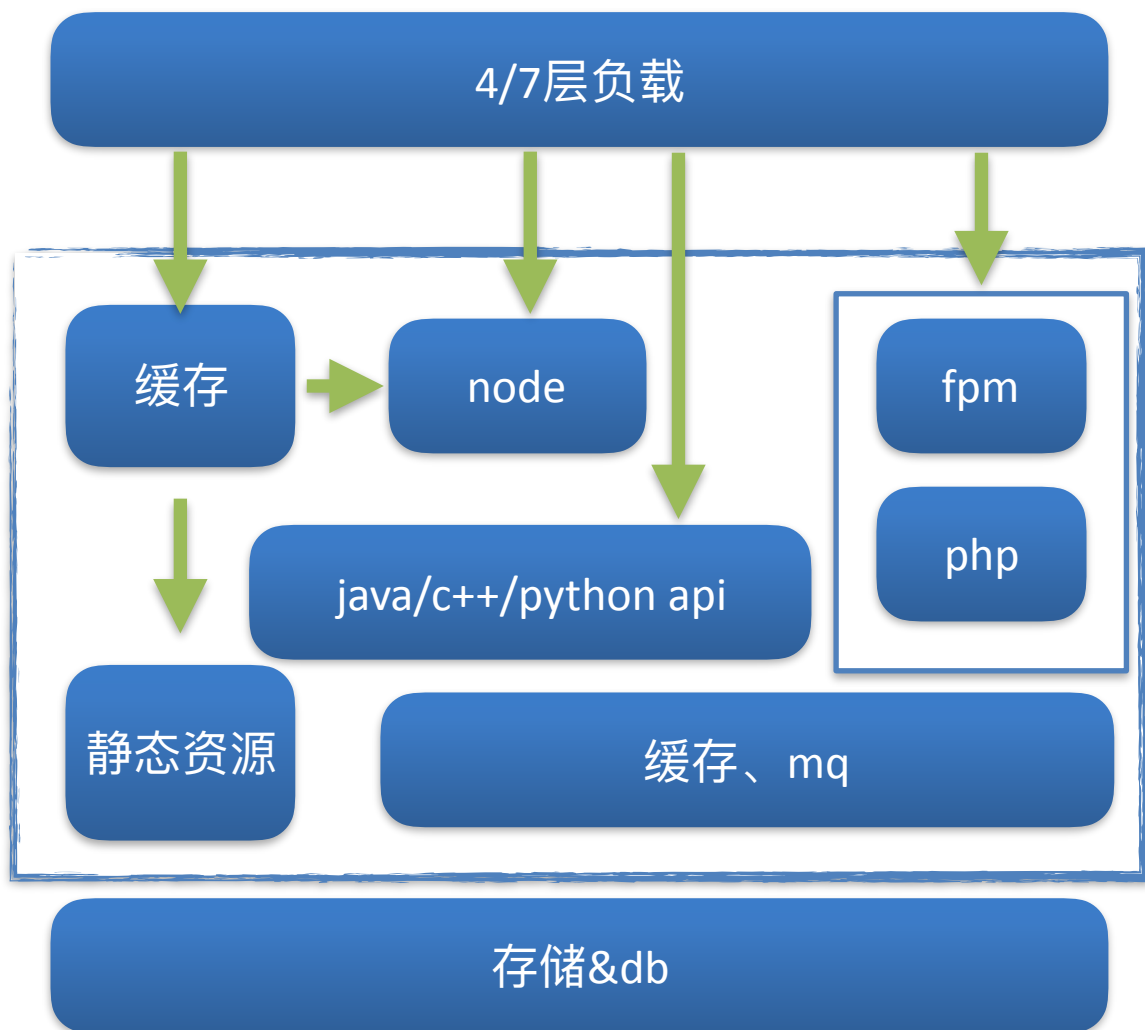 4/7层负载
缓存
node
fpm
php
java/c++/python api
静态资源
缓存、mq
存储&db